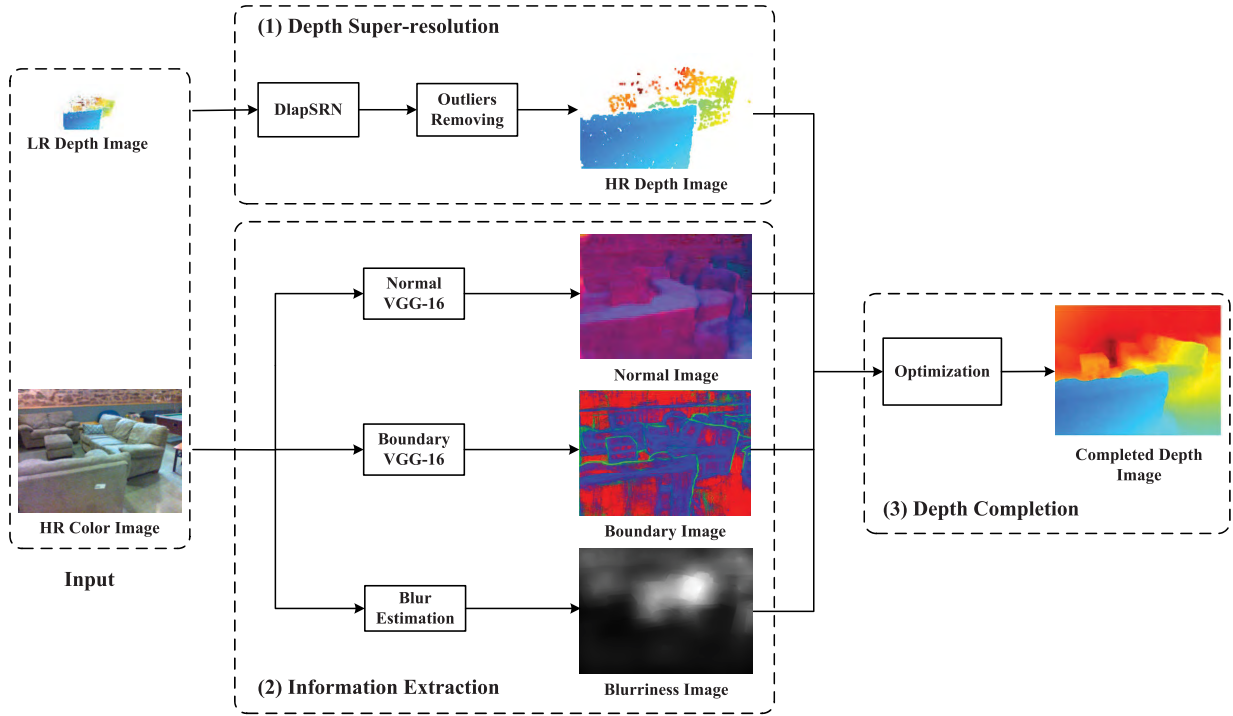 (1) Depth Super-resolution
LR Depth Image
DlapSRN
Outliers
Removing
HR Depth Image
HR Color Image
Input
Normal
VGG-16
Normal Image
Boundary
VGG-16
Boundary Image
Blur
Estimation
Blurriness Image
(2) Information Extraction
Optimization
Completed Depth
Image
(3) Depth Completion